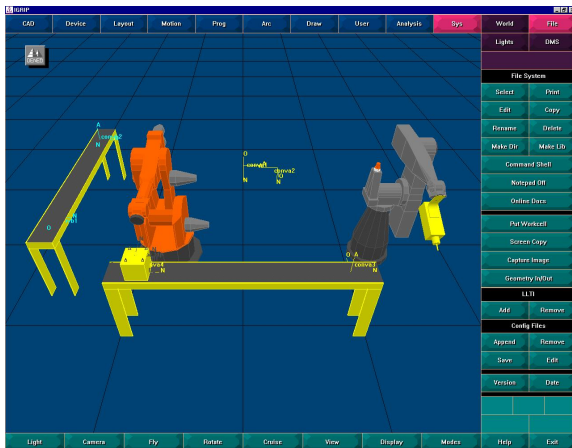 IGRIP
CAD Device Layout Motion Prog Arc Draw User Analysis Sys World File
Lights DMS
DENEB
File System
Select Print
Edit Copy
Rename Delete
Make Dir Make Lib
Command Shell
Notepad Off
Online Docs
Put Workcell
Screen Copy
Capture Image
Geometry In/Out
LLTI
Add Remove
Config Files
Append Remove
Save Edit
Version Date
A
conva2
N
O
O
conva2
N
O
N
O A
conva3
N
A A
N
Light Camera Fly Rotate Cruise View Display Modes Help Exit